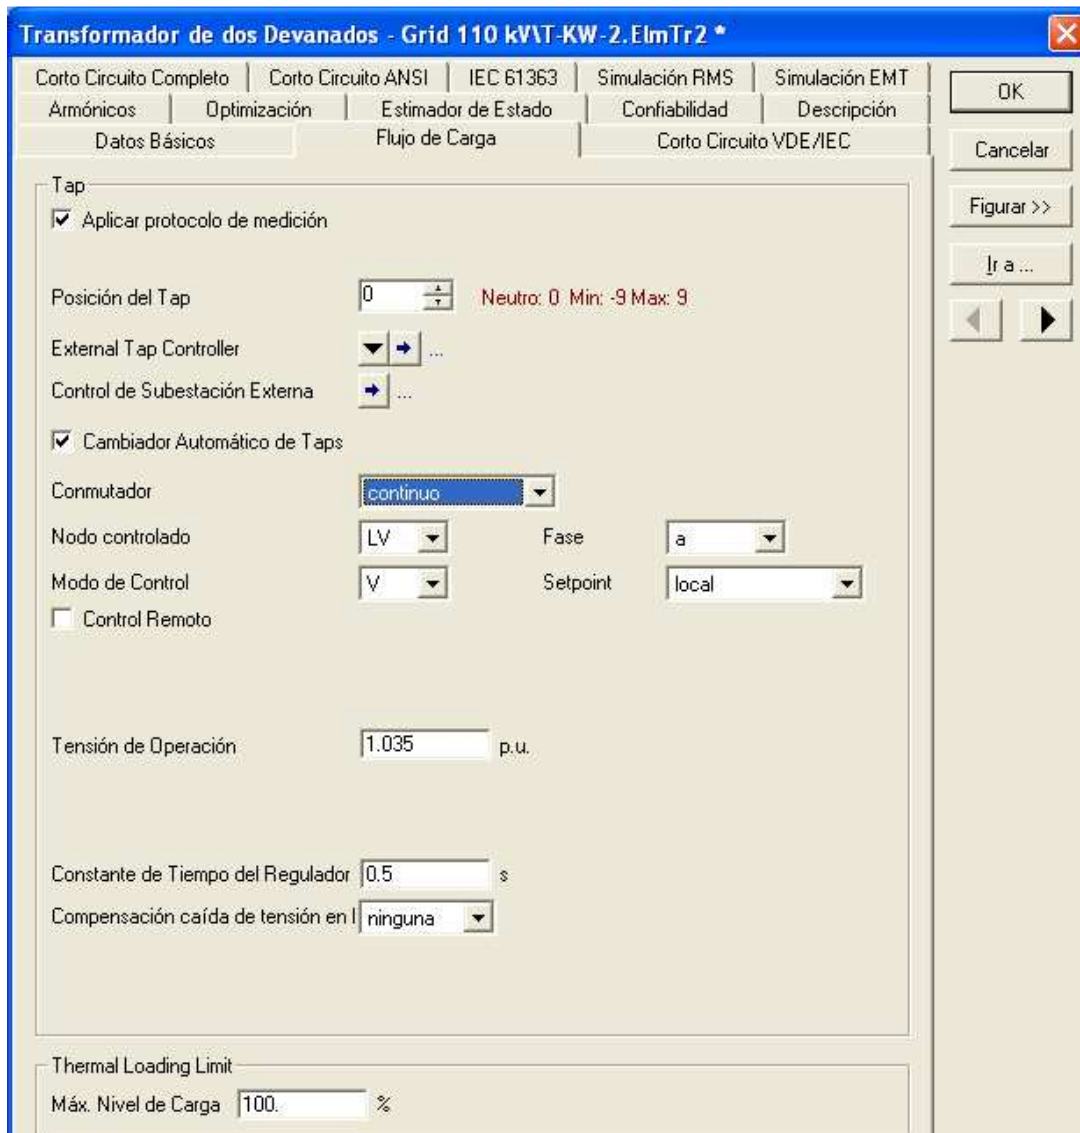 Transformador de dos Devanados - Grid 110 kV\T-KW-2.ElmTr2 *
Corto Circuito Completo Corto Circuito ANSI IEC 61363 Simulación RMS Simulación EMT
Armónicos Optimización Estimador de Estado Confiabilidad Descripción
Datos Básicos Flujo de Carga Corto Circuito VDE/IEC
OK
Cancelar
Figurar >>
Ir a ...
Tap
Aplicar protocolo de medición
Posición del Tap 0 Neutro: 0 Min: -9 Max: 9
External Tap Controller ...
Control de Subestación Externa ...
Cambiador Automático de Taps
Conmutador continuo
Nodo controlado LV Fase a
Modo de Control V Setpoint local
Control Remoto
Tensión de Operación 1.035 p.u.
Constante de Tiempo del Regulador 0.5 s
Compensación caída de tensión en l ninguna
Thermal Loading Limit
Máx. Nivel de Carga 100. %